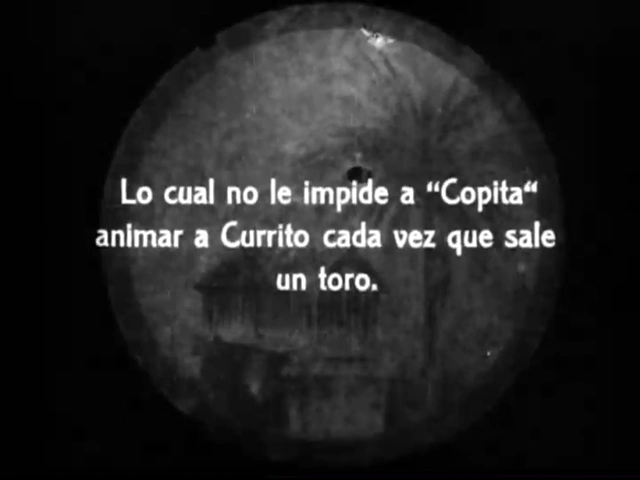 Lo cual no le impide a “Copita“
animar a Currito cada vez que sale
un toro.